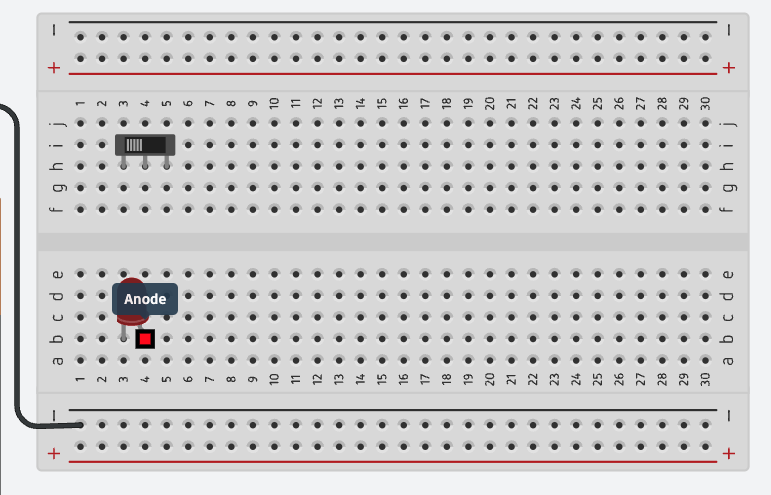 − −
+ +
1 2 3 4 5 6 7 8 9 10 11 12 13 14 15 16 17 18 19 20 21 22 23 24 25 26 27 28 29 30
j j
i i
h h
g g
f f
e e
d d
Anode
c c
b b
a a
1 2 3 4 5 6 7 8 9 10 11 12 13 14 15 16 17 18 19 20 21 22 23 24 25 26 27 28 29 30
− −
+ +